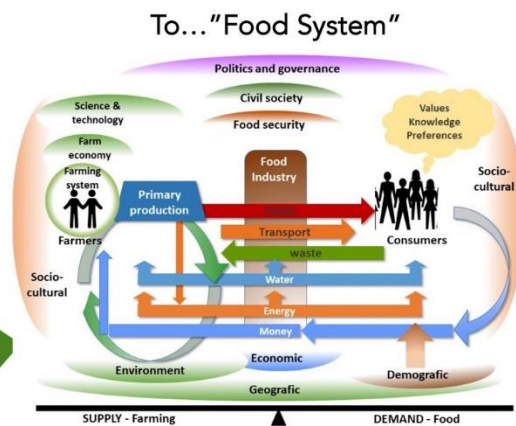 To…”Food System”
Politics and governance
Science &
technology
Civil society
Values
Knowledge
Preferences
Food security
Farm
economy
Farming
system
Primary
production
Food
Industry
Socio-
cultural
Farmers
Transport
Consumers
waste
Socio-
cultural
Water
Energy
Money
Economic
Environment
Demografic
Geografic
SUPPLY - Farming
DEMAND - Food